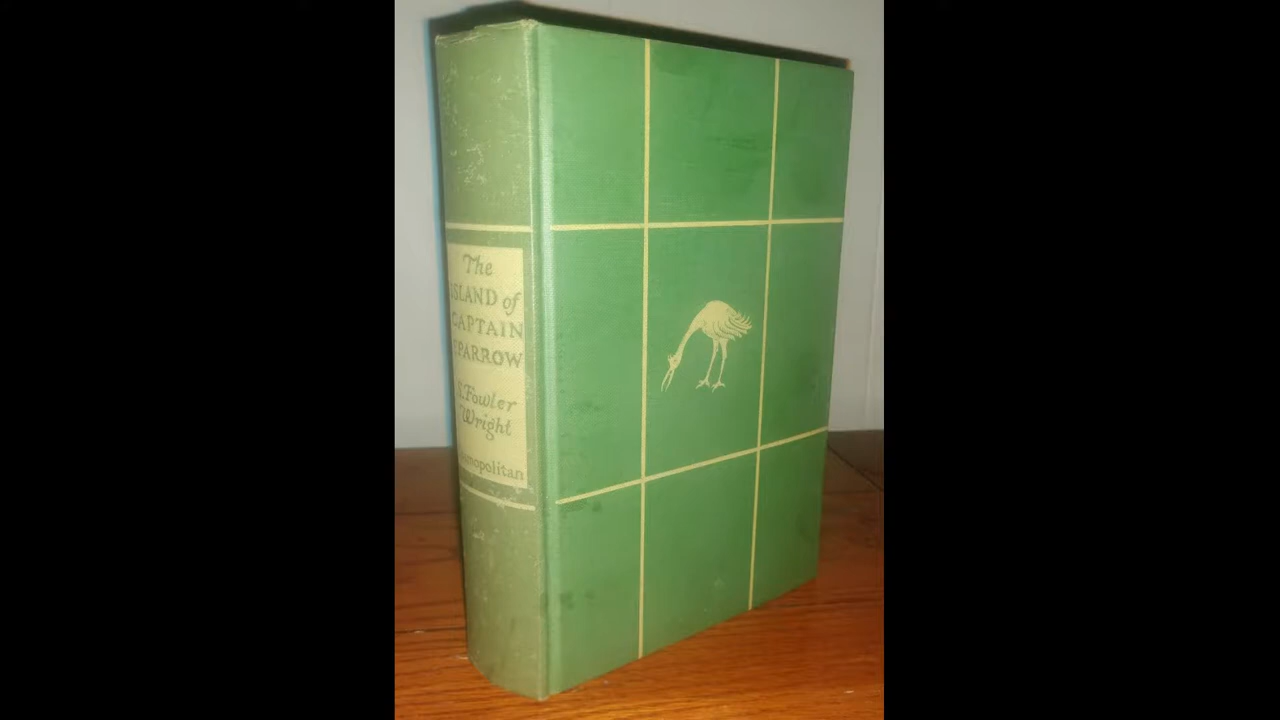 The
ISLAND of
CAPTAIN
SPARROW
S. Fowler
Wright
Cosmopolitan